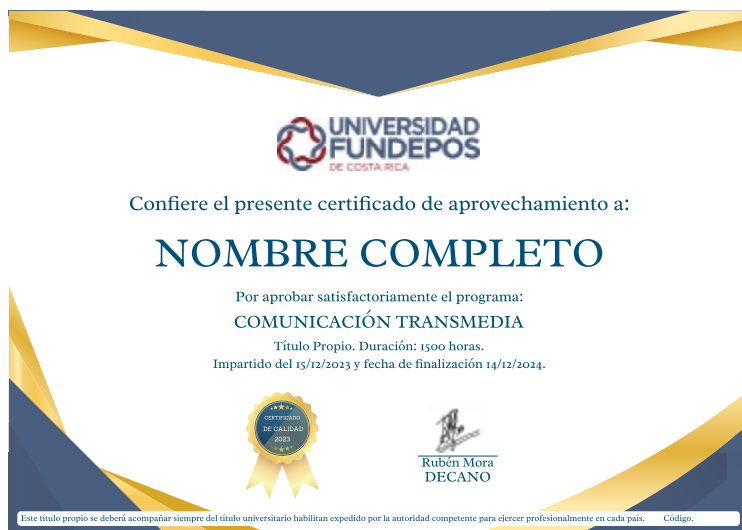 UNIVERSIDAD
FUNDEPOS
DE COSTA RICA
Confiere el presente certificado de aprovechamiento a:
NOMBRE COMPLETO
Por aprobar satisfactoriamente el programa:
COMUNICACIÓN TRANSMEDIA
Título Propio. Duración: 1500 horas.
Impartido del 15/12/2023 y fecha de finalización 14/12/2024.
CERTIFICADO
DE CALIDAD
2023
Rubén Mora
DECANO
Este título propio se deberá acompañar siempre del título universitario habilitan expedido por la autoridad competente para ejercer profesionalmente en cada país. Código.